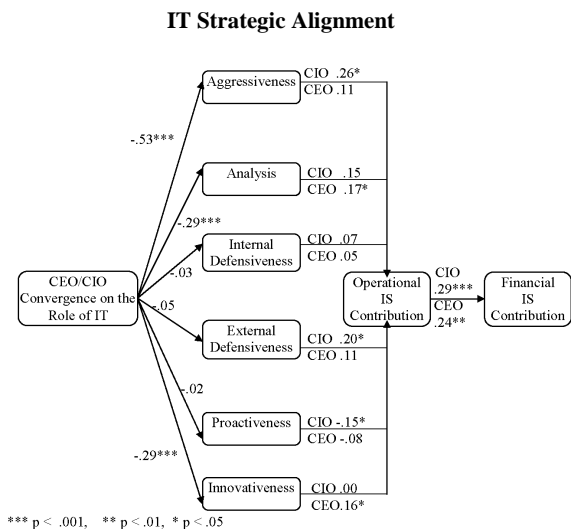 IT Strategic Alignment
Aggressiveness
CIO .26*
CEO .11
-.53***
Analysis
CIO .15
CEO .17*
-.29***
Internal
Defensiveness
CIO .07
CEO .05
-.03
CEO/CIO
Convergence on the
Role of IT
-.05
Operational
IS
Contribution
CIO
.29***
CEO
.24**
Financial
IS
Contribution
External
Defensiveness
CIO .20*
CEO .11
-.02
Proactiveness
CIO -.15*
CEO -.08
-.29***
Innovativeness
CIO .00
CEO.16*
*** p < .001, ** p < .01, * p < .05